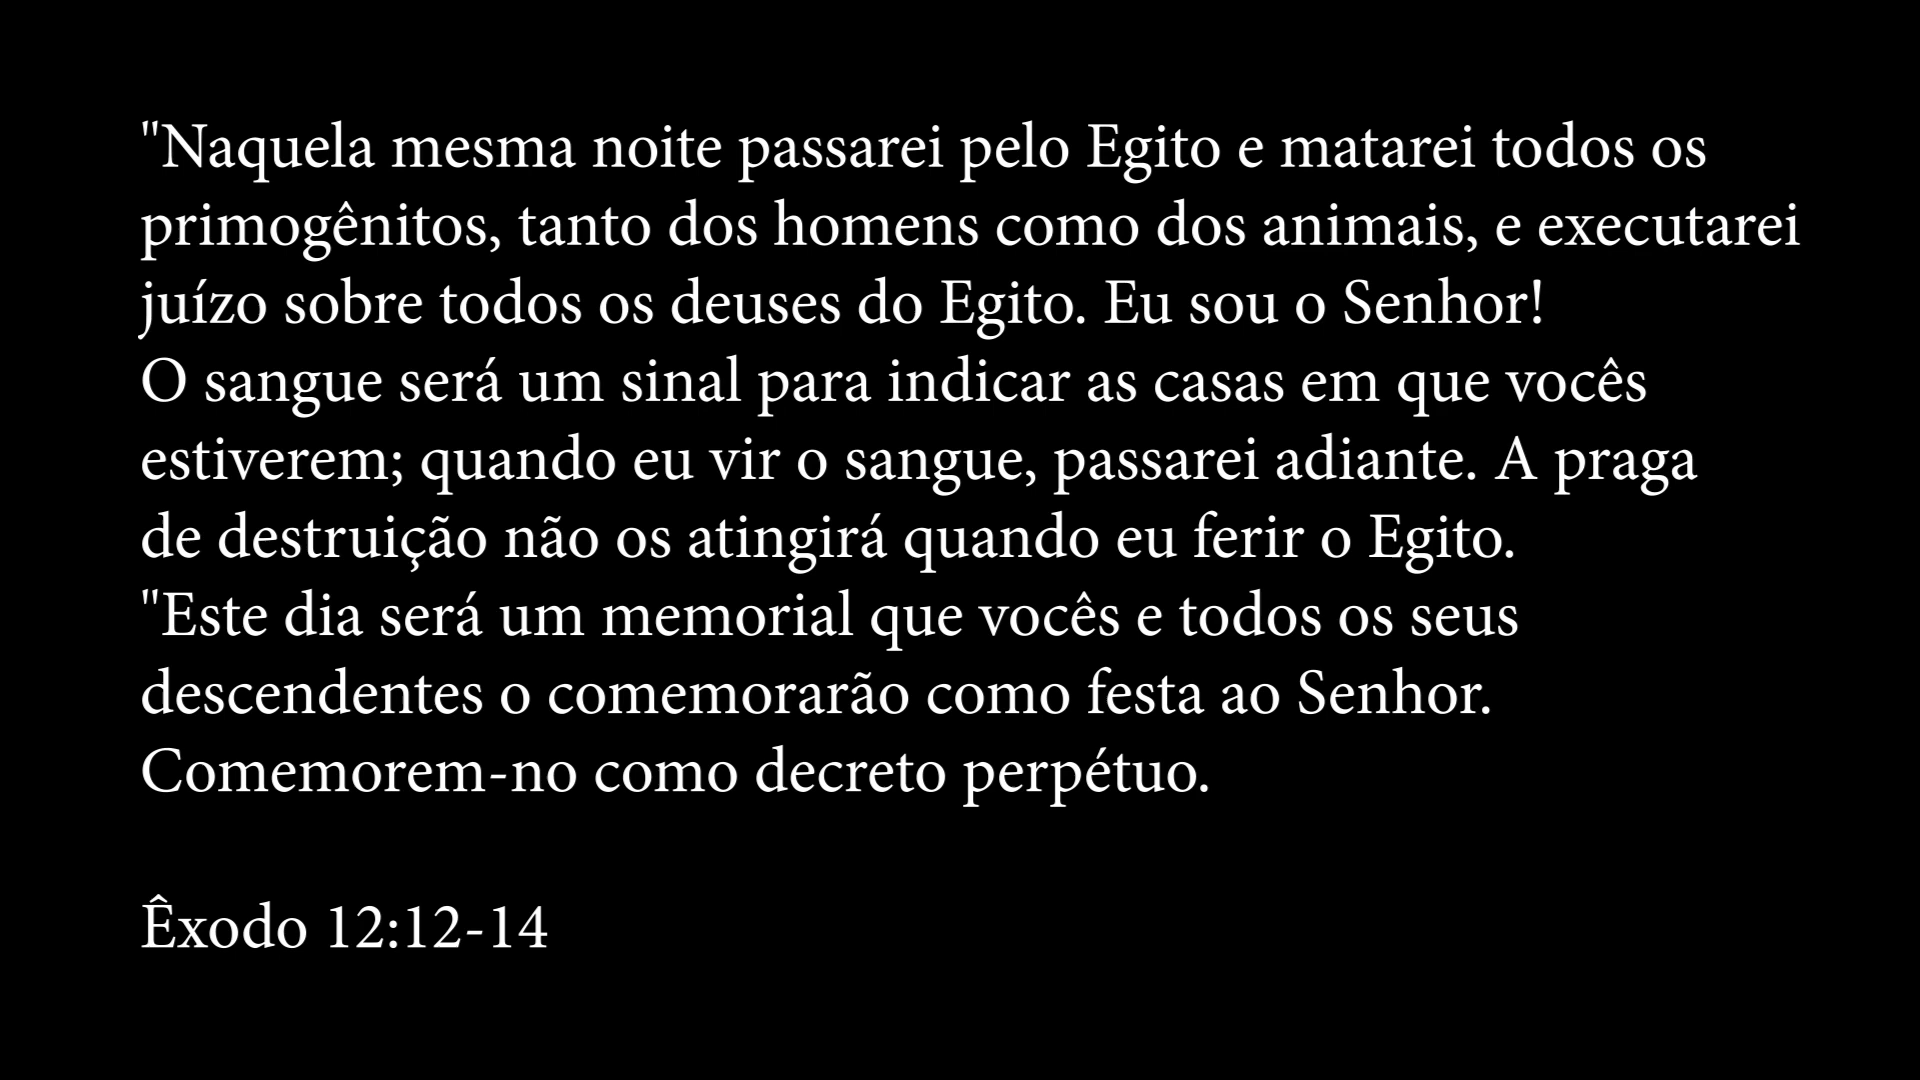 "Naquela mesma noite passarei pelo Egito e matarei todos os
primogênitos, tanto dos homens como dos animais, e executarei
juízo sobre todos os deuses do Egito. Eu sou o Senhor!
O sangue será um sinal para indicar as casas em que vocês
estiverem; quando eu vir o sangue, passarei adiante. A praga
de destruição não os atingirá quando eu ferir o Egito.
"Este dia será um memorial que vocês e todos os seus
descendentes o comemorarão como festa ao Senhor.
Comemorem-no como decreto perpétuo.
Êxodo 12:12-14